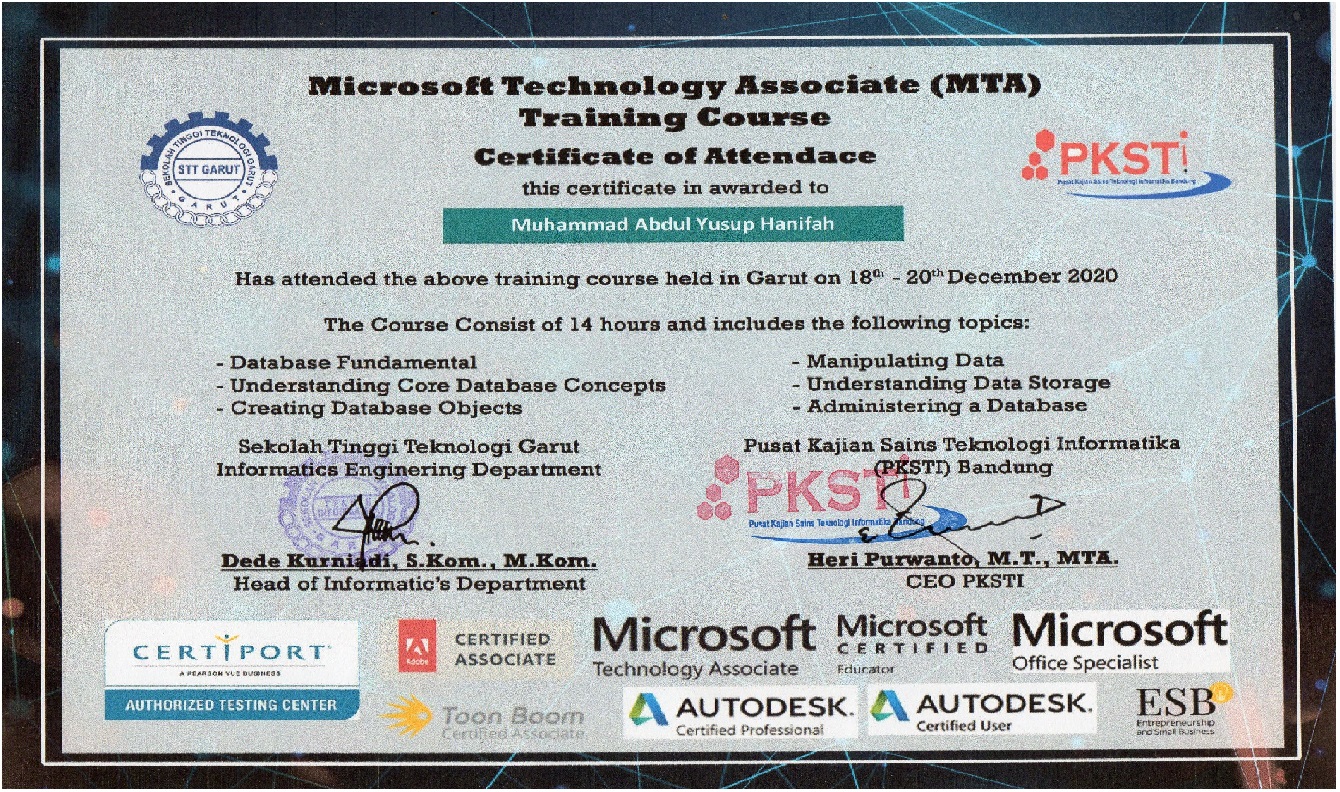 Microsoft Technology Associate (MTA)
Training Course
Certificate of Attendace
this certificate in awarded to
Muhammad Abdul Yusup Hanifah
SEKOLAH TINGGI TEKNOLOGI GARUT
STT GARUT
GARUT
PKSTi
Pusat Kajian Sains Teknologi Informatika Bandung
Has attended the above training course held in Garut on 18th - 20th December 2020
The Course Consist of 14 hours and includes the following topics:
- Database Fundamental
- Understanding Core Database Concepts
- Creating Database Objects
- Manipulating Data
- Understanding Data Storage
- Administering a Database
Sekolah Tinggi Teknologi Garut
Informatics Enginering Department
Dede Kurniadi, S.Kom., M.Kom.
Head of Informatic's Department
Pusat Kajian Sains Teknologi Informatika
(PKSTI) Bandung
PKSTi
Pusat Kajian Sains Teknologi Informatika Bandung
Heri Purwanto, M.T., MTA.
CEO PKSTI
CERTIPORT
A PEARSON VUE BUSINESS
AUTHORIZED TESTING CENTER
Adobe
CERTIFIED
ASSOCIATE
Microsoft
Technology Associate
Microsoft
CERTIFIED
Educator
Microsoft
Office Specialist
Toon Boom
Certified Associate
AUTODESK.
Certified Professional
AUTODESK.
Certified User
ESB
Entrepreneurship
and Small Business